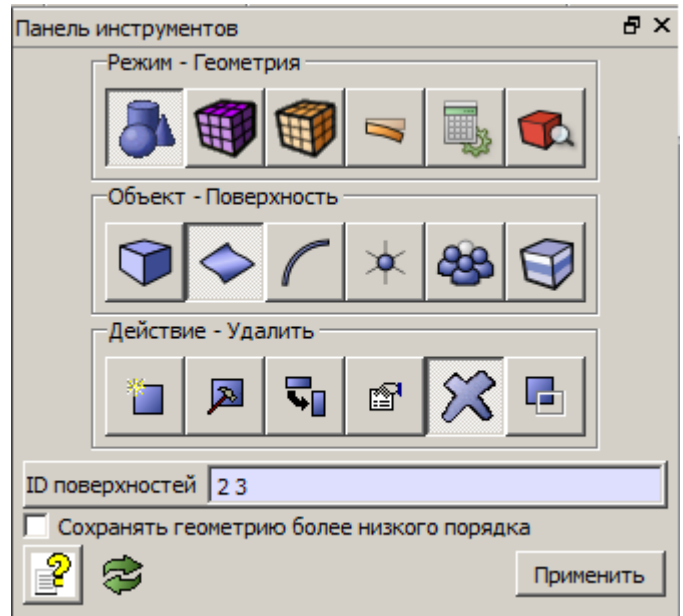 Панель инструментов
Режим - Геометрия
Объект - Поверхность
Действие - Удалить
ID поверхностей 2 3
Сохранять геометрию более низкого порядка
Применить